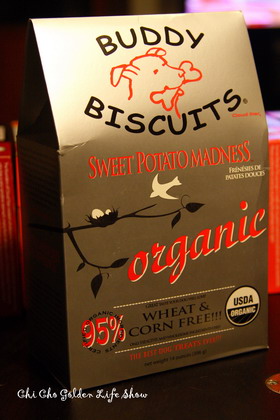 BUDDY
BISCUITS®
SWEET POTATO MADNESS
FRÉNÉSIES DE
PATATES DOUCES
organic
95%
WHEAT &
CORN FREE!!!
USDA
ORGANIC
Chi Cho Golden Life Show